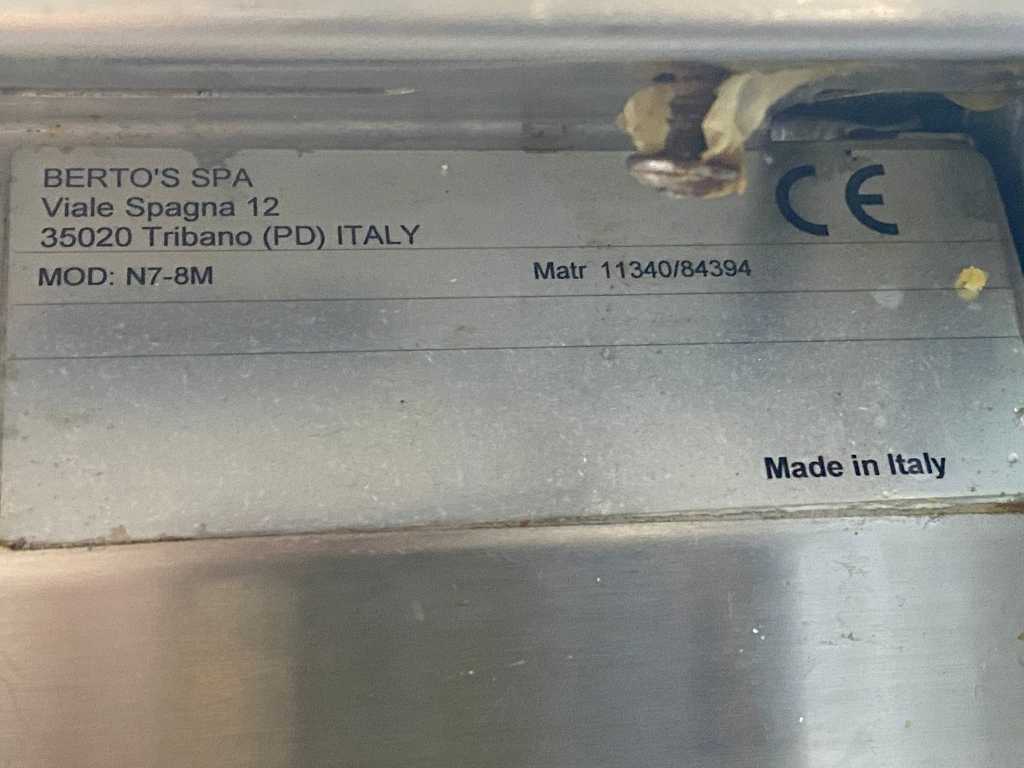 BERTO'S SPA
Viale Spagna 12
35020 Tribano (PD) ITALY
CE
MOD: N7-8M Matr 11340/84394
Made in Italy